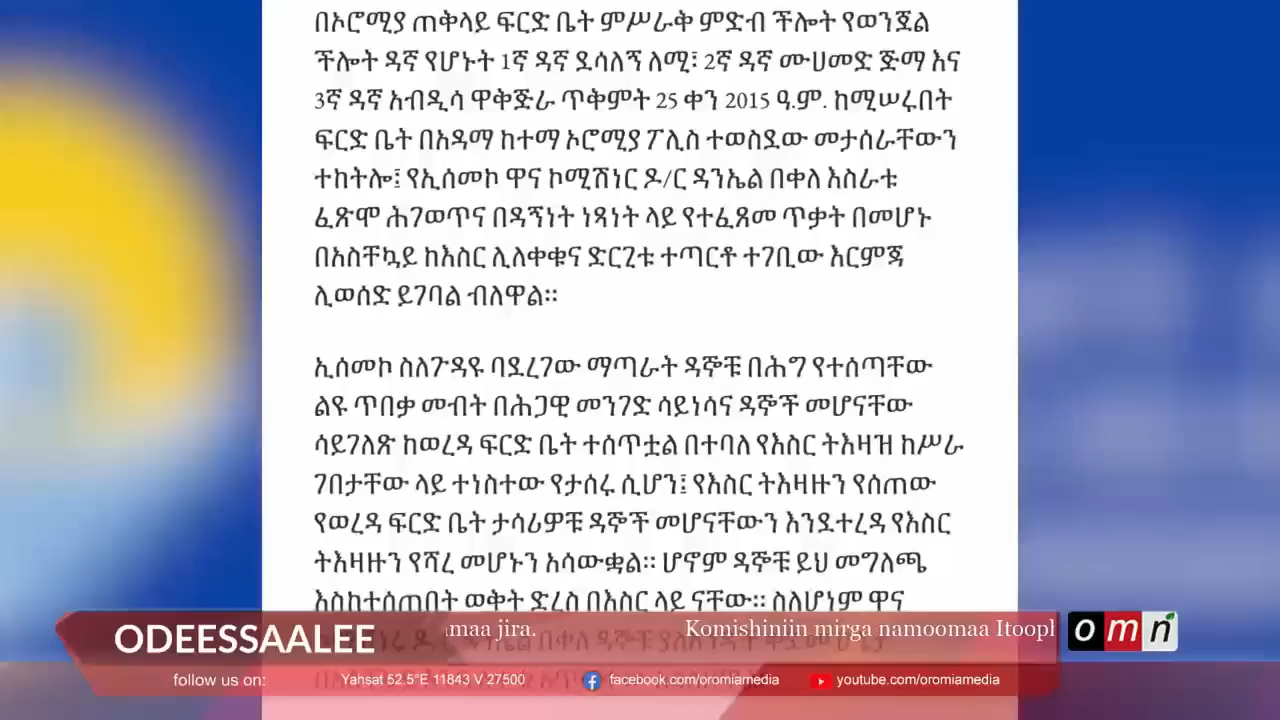 በኦሮሚያ ጠቅላይ ፍርድ ቤት ምሥራቅ ምድብ ችሎት የወንጀል
ችሎት ዳኛ የሆኑት 1ኛ ዳኛ ደሳለኝ ለሚ፣ 2ኛ ዳኛ ሙሀመድ ጅማ እና
3ኛ ዳኛ አብዲሳ ዋቅጅራ ጥቅምት 25 ቀን 2015 ዓ.ም. ከሚሠሩበት
ፍርድ ቤት በአዳማ ከተማ ኦሮሚያ ፖሊስ ተወስደው መታሰራቸውን
ተከትሎ፤ የኢሰመኮ ዋና ኮሚሽነር ዶ/ር ዳንኤል በቀለ እስራቱ
ፈጽሞ ሕገወጥና በዳኝነት ነጻነት ላይ የተፈጸመ ጥቃት በመሆኑ
በአስቸኳይ ከእስር ሊለቀቁና ድርጊቱ ተጣርቶ ተገቢው እርምጃ
ሊወሰድ ይገባል ብለዋል።
ኢሰመኮ ስለጉዳዩ ባደረገው ማጣራት ዳኞቹ በሕግ የተሰጣቸው
ልዩ ጥበቃ መብት በሕጋዊ መንገድ ሳይነሳና ዳኞች መሆናቸው
ሳይገለጽ ከወረዳ ፍርድ ቤት ተሰጥቷል በተባለ የእስር ትእዛዝ ከሥራ
ገበታቸው ላይ ተነስተው የታሰሩ ሲሆን፤ የእስር ትእዛዙን የሰጠው
የወረዳ ፍርድ ቤት ታሳሪዎቹ ዳኞች መሆናቸውን እንደተረዳ የእስር
ትእዛዙን የሻረ መሆኑን አሳውቋል። ሆኖም ዳኞቹ ይህ መግለጫ
እስከተሰጠበት ወቅት ድረስ በእስር ላይ ናቸው። ስለሆነም ዋና
ODEESSAALEE
maa jira. Komishiniin mirga namoomaa Itoop
omn
follow us on: Yahsat 52.5°E 11843 V 27500 facebook.com/oromiamedia youtube.com/oromiamedia